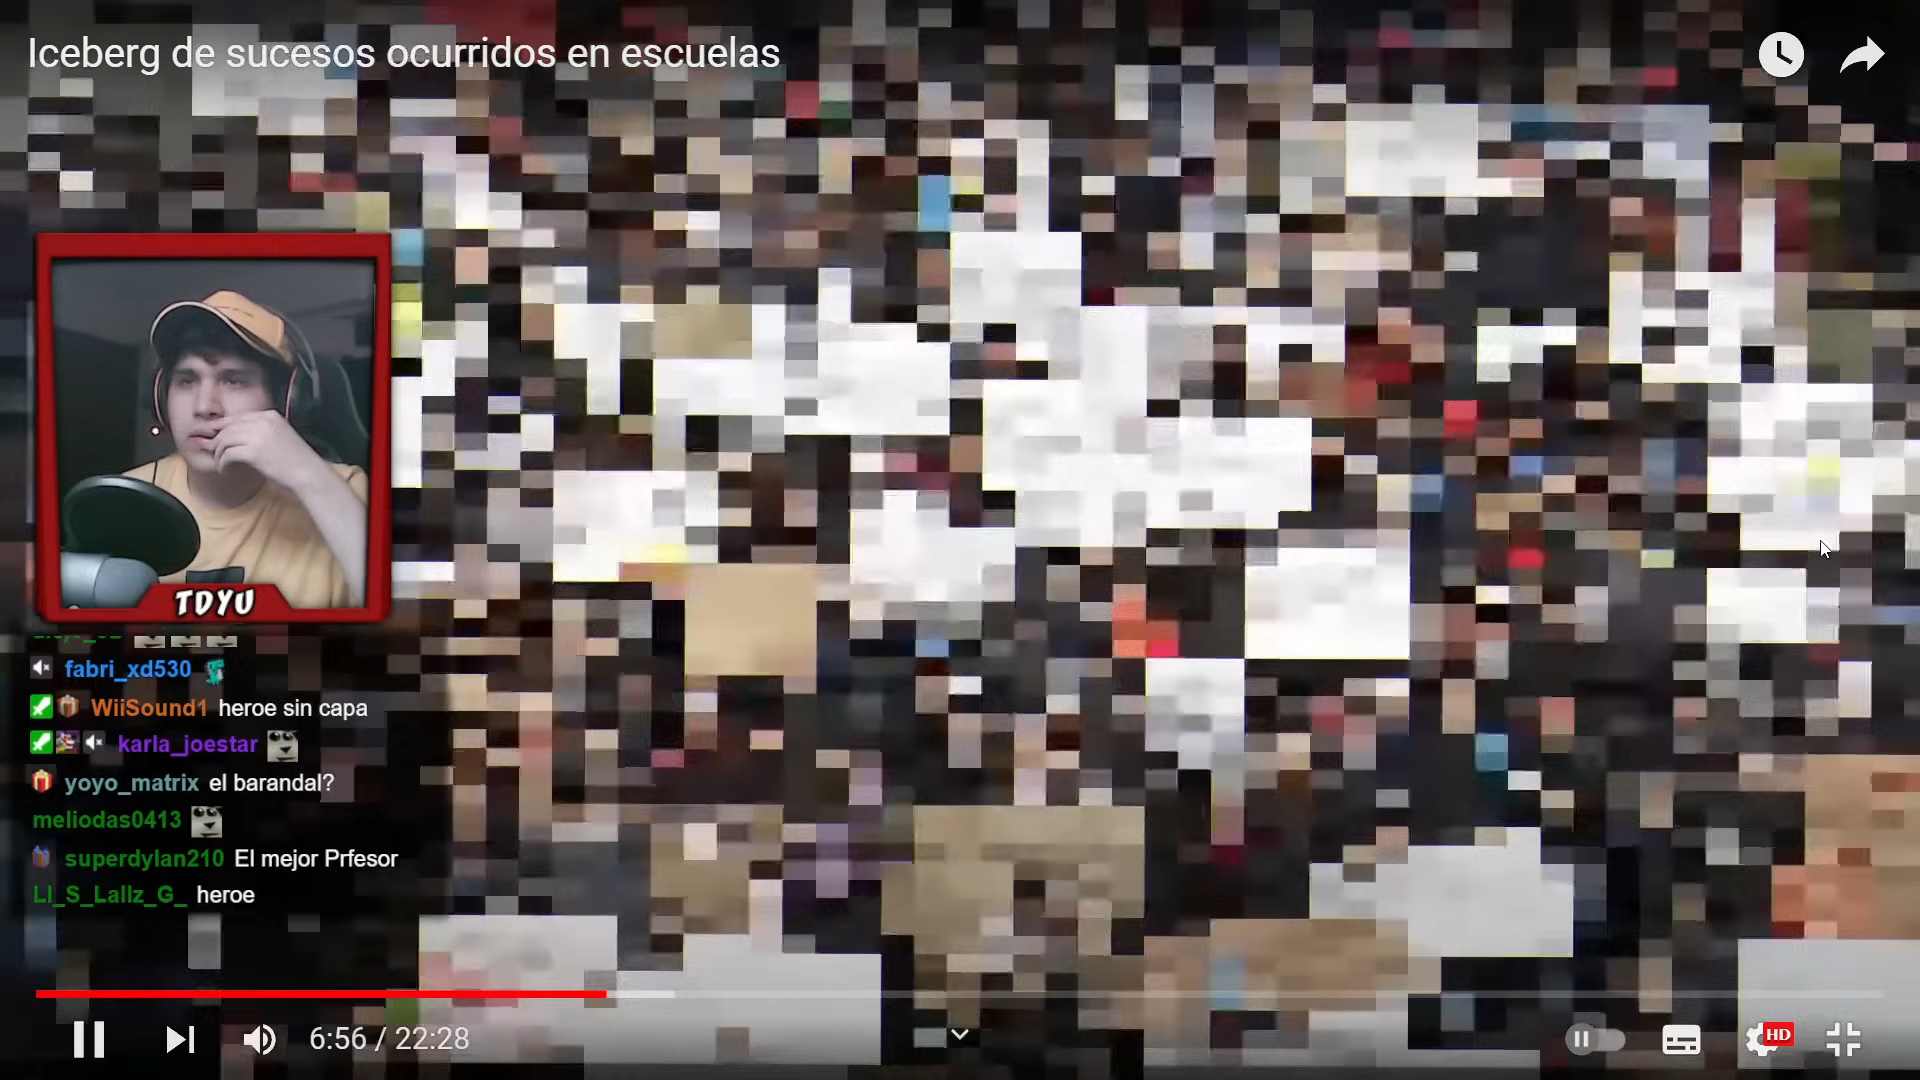 Iceberg de sucesos ocurridos en escuelas
TDYU
fabri_xd530
WiiSound1 heroe sin capa
karla_joestar
yoyo_matrix el barandal?
meliodas0413
superdylan210 El mejor Prfesor
LI_S_Lallz_G_ heroe
6:56 / 22:28
HD